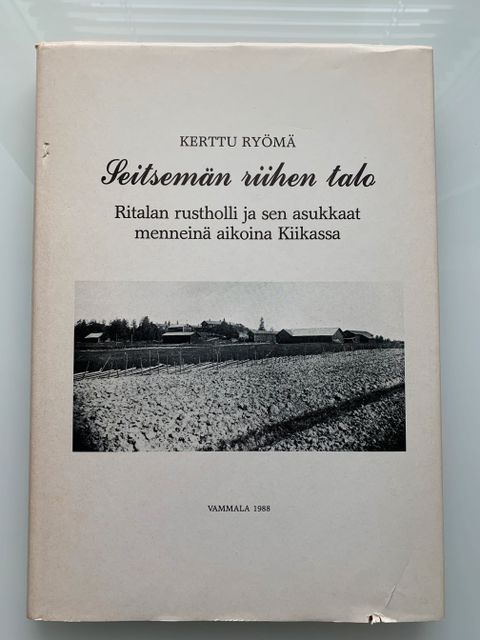 KERTTU RYÖMÄ
Seitsemän riihen talo
Ritalan rustholli ja sen asukkaat
menneinä aikoina Kiikassa
VAMMALA 1988